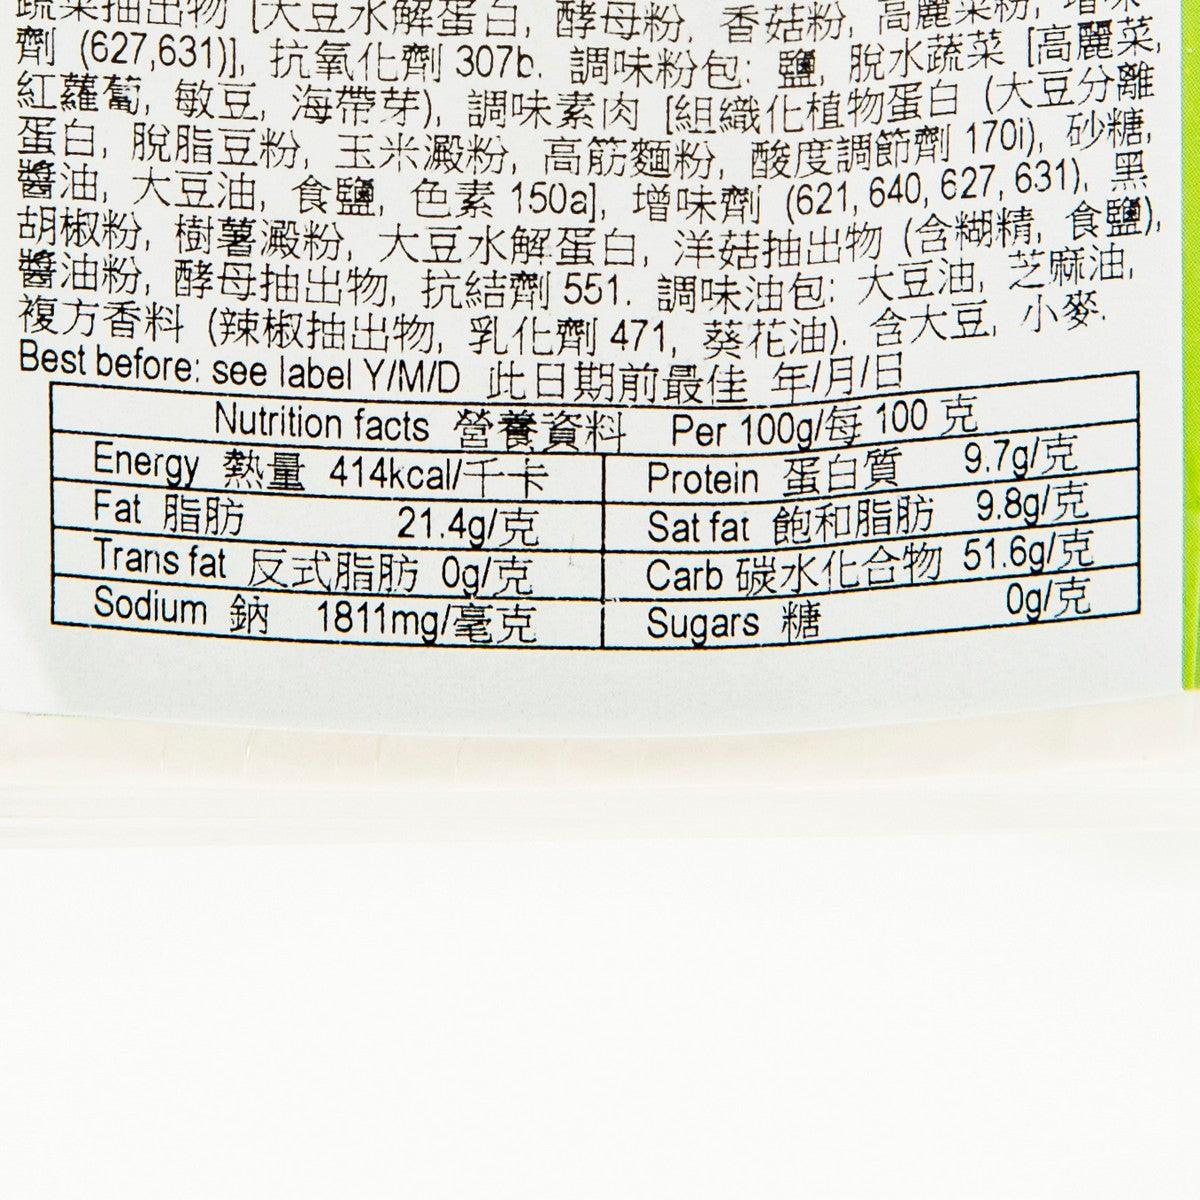 蔬菜抽出物 [大豆水解蛋白, 酵母粉, 香菇粉, 高麗菜粉, 增味
劑 (627,631)], 抗氧化劑 307b. 調味粉包: 鹽, 脫水蔬菜 [高麗菜,
紅蘿蔔, 敏豆, 海帶芽), 調味素肉 [組織化植物蛋白 (大豆分離
蛋白, 脫脂豆粉, 玉米澱粉, 高筋麵粉, 酸度調節劑 170i), 砂糖,
醬油, 大豆油, 食鹽, 色素 150a], 增味劑 (621, 640, 627, 631), 黑
胡椒粉, 樹薯澱粉, 大豆水解蛋白, 洋菇抽出物 (含糊精, 食鹽),
醬油粉, 酵母抽出物, 抗結劑 551. 調味油包: 大豆油, 芝麻油,
複方香料 (辣椒抽出物, 乳化劑 471, 葵花油). 含大豆, 小麥.
Best before: see label Y/M/D 此日期前最佳 年/月/日
Nutrition facts 營養資料 Per 100g/每 100 克
Energy 熱量 414kcal/千卡 Protein 蛋白質 9.7g/克
Fat 脂肪 21.4g/克 Sat fat 飽和脂肪 9.8g/克
Trans fat 反式脂肪 0g/克 Carb 碳水化合物 51.6g/克
Sodium 鈉 1811mg/毫克 Sugars 糖 0g/克